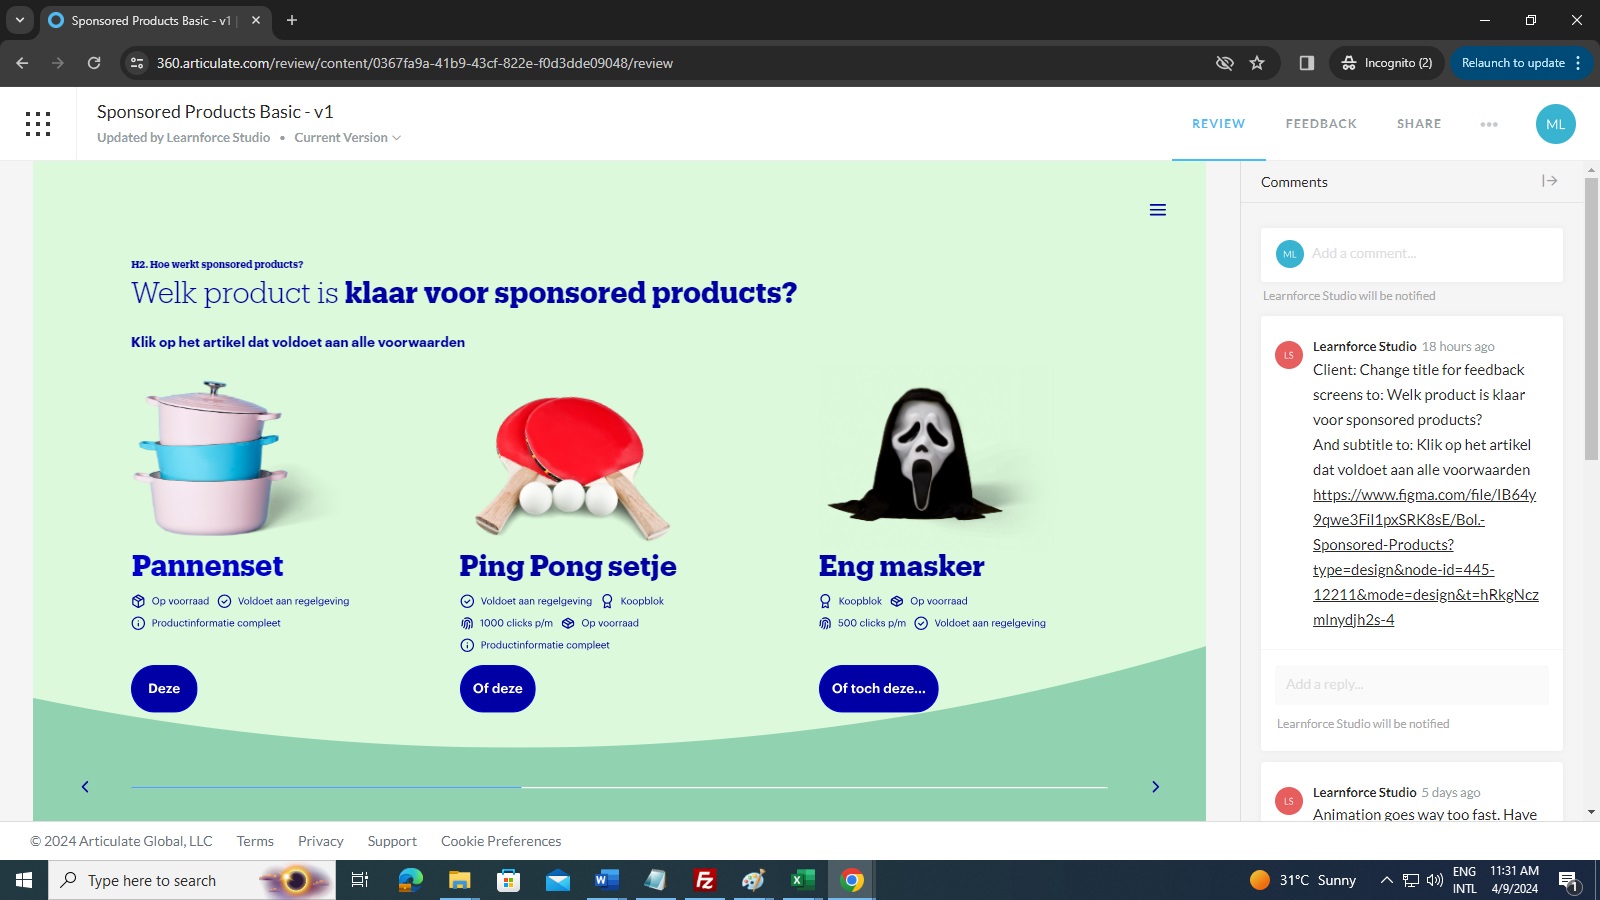 Sponsored Products Basic - v1
360.articulate.com/review/content/0367fa9a-41b9-43cf-822e-f0d3dde09048/review
Incognito (2)
Relaunch to update
Sponsored Products Basic - v1
Updated by Learnforce Studio • Current Version
REVIEW
FEEDBACK
SHARE
ML
H2. Hoe werkt sponsored products?
Welk product is klaar voor sponsored products?
Klik op het artikel dat voldoet aan alle voorwaarden
Pannenset
Op voorraad Voldoet aan regelgeving
Productinformatie compleet
Deze
Ping Pong setje
Voldoet aan regelgeving Koopblok
1000 clicks p/m Op voorraad
Productinformatie compleet
Of deze
Eng masker
Koopblok Op voorraad
500 clicks p/m Voldoet aan regelgeving
Of toch deze...
Comments
ML
Add a comment...
Learnforce Studio will be notified
LS
Learnforce Studio 18 hours ago
Client: Change title for feedback
screens to: Welk product is klaar
voor sponsored products?
And subtitle to: Klik op het artikel
dat voldoet aan alle voorwaarden
https://www.figma.com/file/IB64y
9qwe3FiI1pxSRK8sE/Bol.-
Sponsored-Products?
type=design&node-id=445-
12211&mode=design&t=hRkgNcz
mlnydjh2s-4
Add a reply...
Learnforce Studio will be notified
LS
Learnforce Studio 5 days ago
Animation goes way too fast. Have
© 2024 Articulate Global, LLC
Terms
Privacy
Support
Cookie Preferences
Type here to search
31°C Sunny
ENG
INTL
11:31 AM
4/9/2024
1